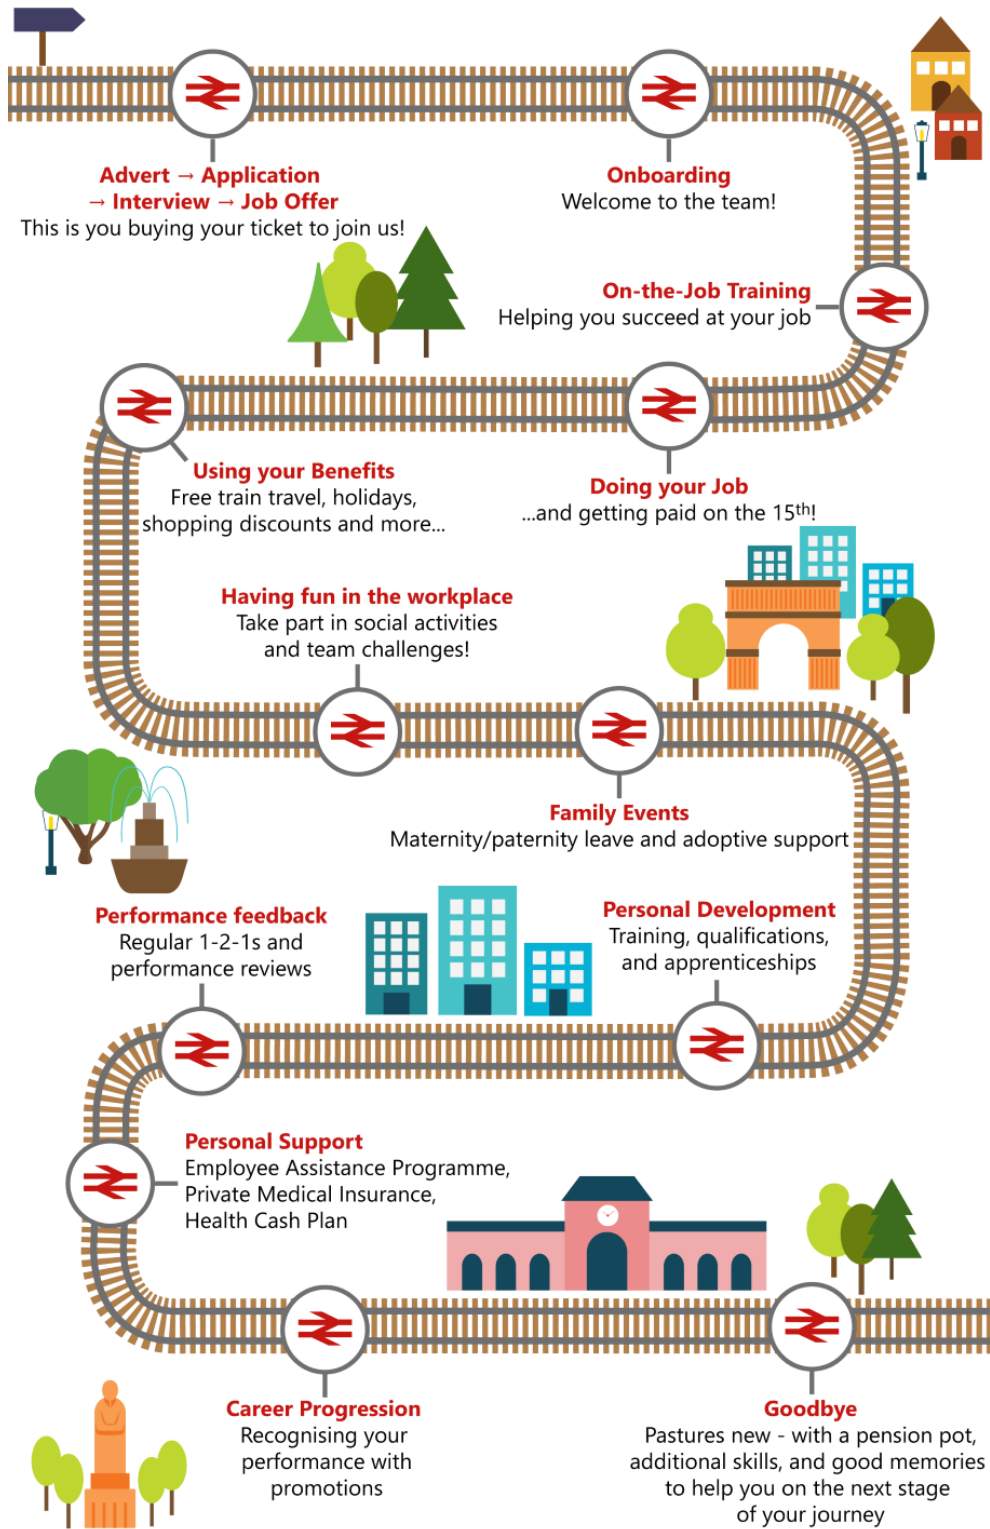 Advert → Application
→ Interview → Job Offer
This is you buying your ticket to join us!
Onboarding
Welcome to the team!
On-the-Job Training
Helping you succeed at your job
Doing your Job
...and getting paid on the 15th!
Using your Benefits
Free train travel, holidays,
shopping discounts and more...
Having fun in the workplace
Take part in social activities
and team challenges!
Family Events
Maternity/paternity leave and adoptive support
Personal Development
Training, qualifications,
and apprenticeships
Performance feedback
Regular 1-2-1s and
performance reviews
Personal Support
Employee Assistance Programme,
Private Medical Insurance,
Health Cash Plan
Career Progression
Recognising your
performance with
promotions
Goodbye
Pastures new - with a pension pot,
additional skills, and good memories
to help you on the next stage
of your journey